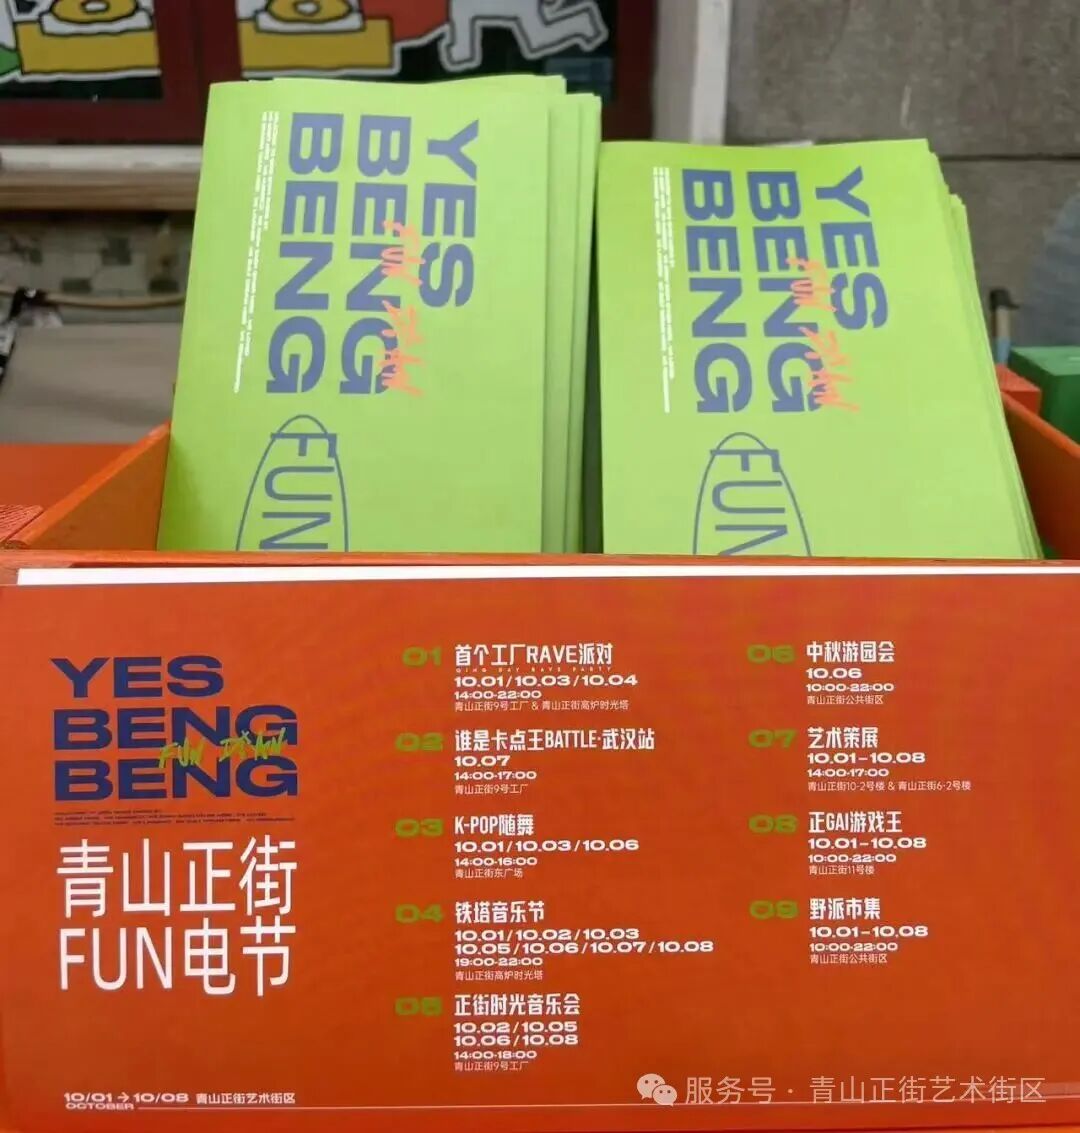 YES
BENG
BENG
FUN DIAN
FUN
YES
BENG
BENG
FUN DIAN
FUN
YES
BENG
BENG
FUN DIAN
青山正街
FUN电节
10/01→10/08 青山正街艺术街区
OCTOBER
01 首个工厂RAVE派对
QING DAY RAVE PARTY
10.01/10.03/10.04
14:00-22:00
青山正街9号工厂 & 青山正街高炉时光塔
02 谁是卡点王BATTLE·武汉站
10.07
14:00-17:00
青山正街9号工厂
03 K-POP随舞
10.01/10.03/10.06
14:00-16:00
青山正街东广场
04 铁塔音乐节
10.01/10.02/10.03
10.05/10.06/10.07/10.08
19:00-22:00
青山正街高炉时光塔
05 正街时光音乐会
10.02/10.05
10.06/10.08
14:00-18:00
青山正街9号工厂
06 中秋游园会
10.06
10:00-22:00
青山正街公共街区
07 艺术策展
10.01-10.08
14:00-17:00
青山正街10-2号楼 & 青山正街6-2号楼
08 正GAI游戏王
10.01-10.08
10:00-22:00
青山正街11号楼
09 野派市集
10.01-10.08
10:00-22:00
青山正街公共街区
服务号·青山正街艺术街区